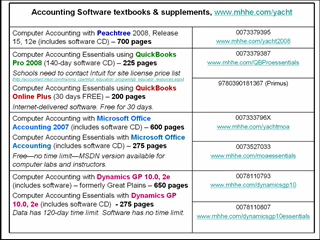 Accounting Software textbooks & supplements, www.mhhe.com/yacht
Computer Accounting with Peachtree 2008, Release
15, 12e (includes software CD) – 700 pages
0073379395
www.mhhe.com/yacht2008
Computer Accounting Essentials using QuickBooks
Pro 2008 (140-day software CD) – 225 pages
Schools need to contact Intuit for site license price list
0073379387
www.mhhe.com/QBProessentials
Computer Accounting Essentials using QuickBooks
Online Plus (30 days FREE) – 200 pages
Internet-delivered software. Free for 30 days.
9780390181367 (Primus)
Computer Accounting with Microsoft Office
Accounting 2007 (includes software CD) – 600 pages
007333796X
www.mhhe.com/yachtmoa
Computer Accounting Essentials with Microsoft Office
Accounting (includes software CD) – 275 pages
Free—no time limit—MSDN version available for
computer labs and instructors.
0073527033
www.mhhe.com/moaessentials
Computer Accounting with Dynamics GP 10.0, 2e
(includes software) – formerly Great Plains – 650 pages
0078110793
www.mhhe.com/dynamicsgp10
Computer Accounting Essentials with Dynamics GP
10.0, 2e (includes software CD) - 275 pages
Data has 120-day time limit. Software has no time limit.
0078110807
www.mhhe.com/dynamicsgp10essentials